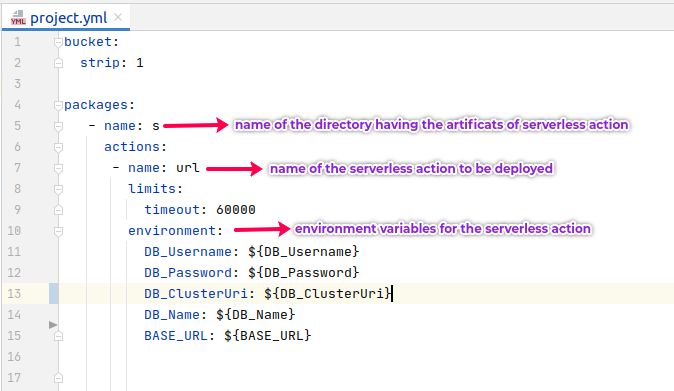 YML project.yml ×
1 bucket:
2 strip: 1
3
4 packages:
5 - name: s name of the directory having the artificats of serverless action
6 actions:
7 - name: url name of the serverless action to be deployed
8 limits:
9 timeout: 60000
10 environment: environment variables for the serverless action
11 DB_Username: ${DB_Username}
12 DB_Password: ${DB_Password}
13 DB_ClusterUri: ${DB_ClusterUri}
14 DB_Name: ${DB_Name}
15 BASE_URL: ${BASE_URL}
16
17